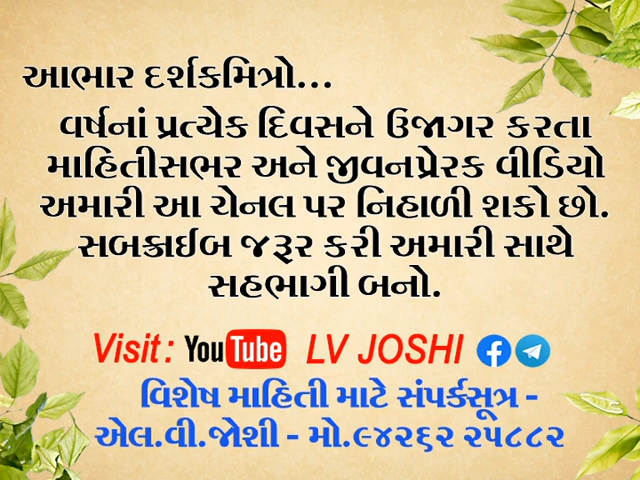 આભાર દર્શકમિત્રો...
વર્ષનાં પ્રત્યેક દિવસને ઉજાગર કરતા
માહિતીસભર અને જીવનપ્રેરક વીડિયો
અમારી આ ચેનલ પર નિહાળી શકો છો.
સબસ્ક્રાઈબ જરૂર કરી અમારી સાથે
સહભાગી બનો.
Visit : YouTube LV JOSHI
વિશેષ માહિતી માટે સંપર્કસૂત્ર -
એલ.વી.જોશી - મો.૯૪૨૬૨ ૨૫૮૮૨